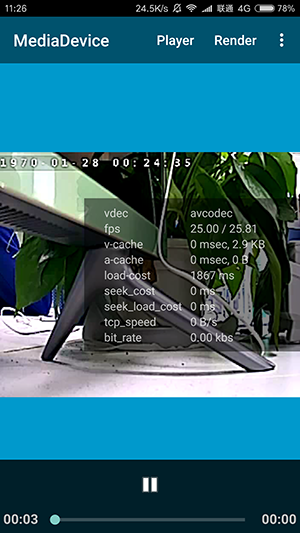 11:26 24.5K/s 联通 4G 78%
MediaDevice Player Render
1970-01-28 00:24:35
vdec avcodec
fps 25.00 / 25.81
v-cache 0 msec, 2.9 KB
a-cache 0 msec, 0 B
load-cost 1867 ms
seek_cost 0 ms
seek_load_cost 0 ms
tcp_speed 0 B/s
bit_rate 0.00 kbs
00:03 00:00